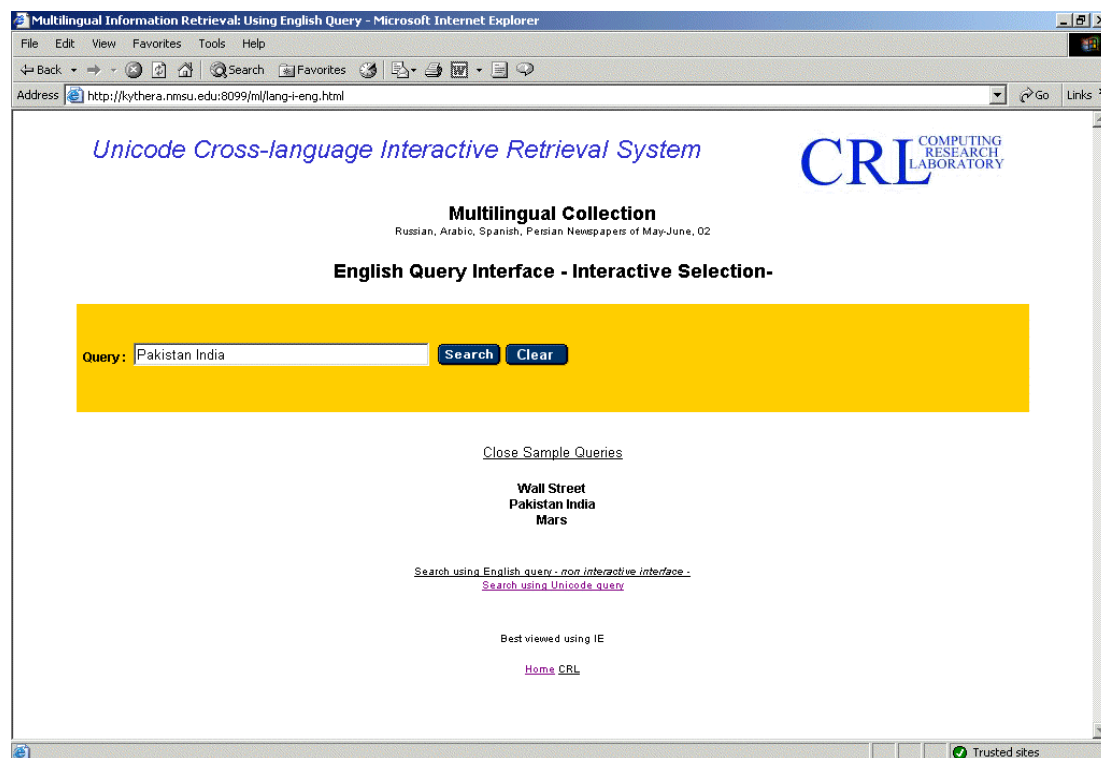 Multilingual Information Retrieval: Using English Query - Microsoft Internet Explorer
File Edit View Favorites Tools Help
Back Search Favorites
Address http://kythera.nmsu.edu:8099/ml/lang-i-eng.html Go Links
Unicode Cross-language Interactive Retrieval System
CRL COMPUTING
RESEARCH
LABORATORY
Multilingual Collection
Russian, Arabic, Spanish, Persian Newspapers of May-June, 02
English Query Interface - Interactive Selection-
Query: Pakistan India Search Clear
Close Sample Queries
Wall Street
Pakistan India
Mars
Search using English query - non interactive interface -
Search using Unicode query
Best viewed using IE
Home CRL
Trusted sites